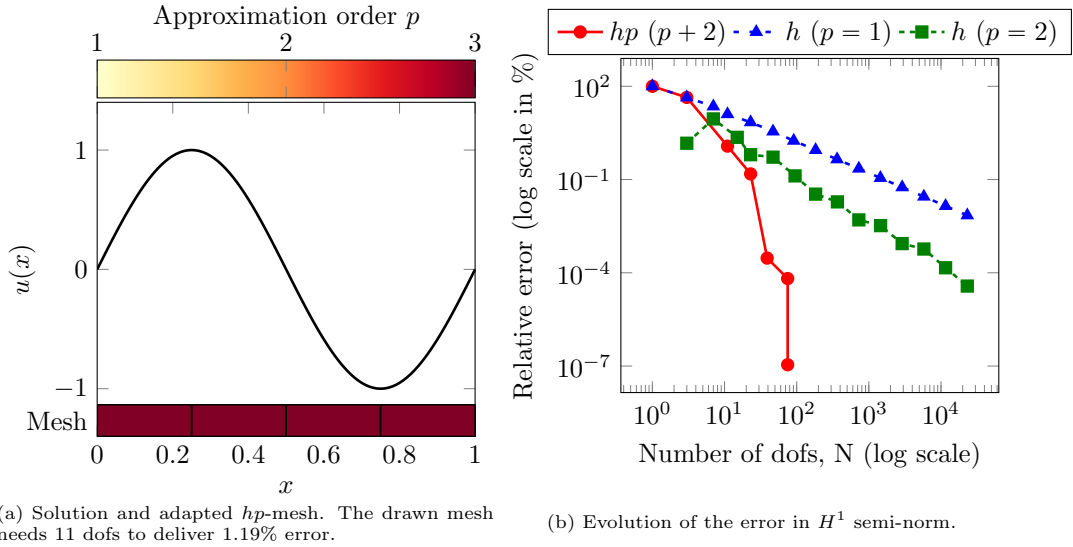 Approximation order p
1 2 3
1
0
−1
u(x)
Mesh
0 0.2 0.4 0.6 0.8 1
x
(a) Solution and adapted hp-mesh. The drawn mesh
needs 11 dofs to deliver 1.19% error.
hp (p + 2) h (p = 1) h (p = 2)
Relative error (log scale in %)
10^2
10^−1
10^−4
10^−7
10^0 10^1 10^2 10^3 10^4
Number of dofs, N (log scale)
(b) Evolution of the error in H^1 semi-norm.